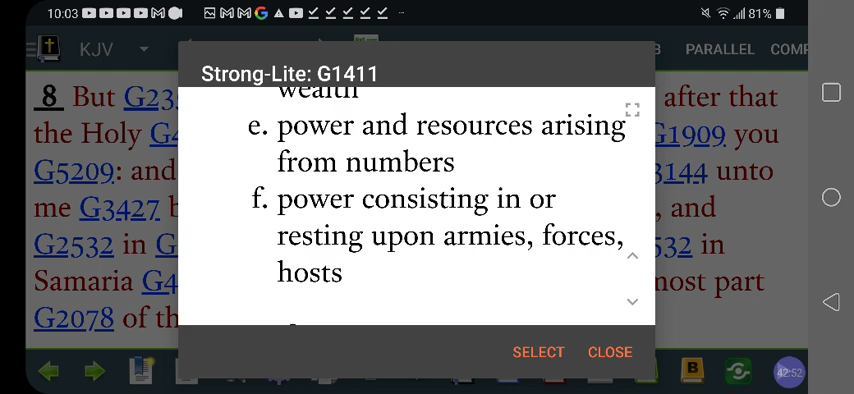 10:03 81%
KJV PARALLEL
Strong-Lite: G1411
wealth
e. power and resources arising
from numbers
f. power consisting in or
resting upon armies, forces,
hosts
SELECT CLOSE
8 But after that
the Holy G1909 you
G5209: and unto
me G3427 , and
G2532 in in
Samaria most part
G2078 of
42:52